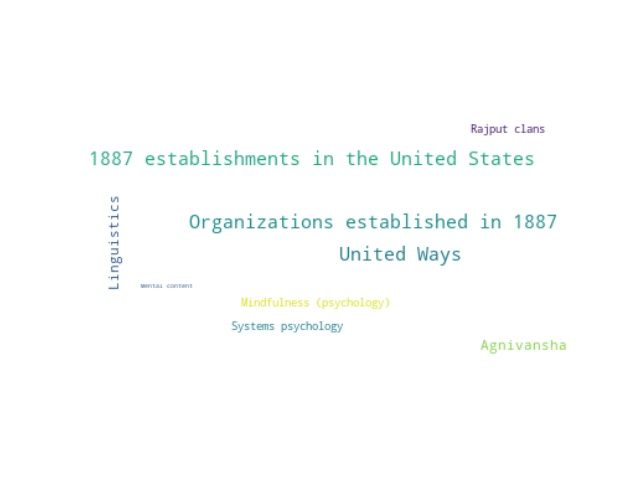 Rajput clans
1887 establishments in the United States
Linguistics
Organizations established in 1887
United Ways
Mental content
Mindfulness (psychology)
Systems psychology
Agnivansha